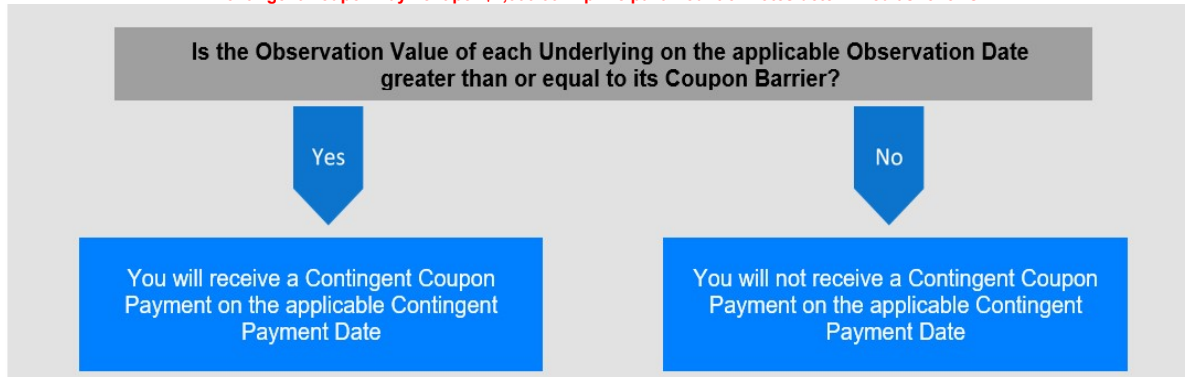 Is the Observation Value of each Underlying on the applicable Observation Date
greater than or equal to its Coupon Barrier?
Yes
No
You will receive a Contingent Coupon
Payment on the applicable Contingent
Payment Date
You will not receive a Contingent Coupon
Payment on the applicable Contingent
Payment Date